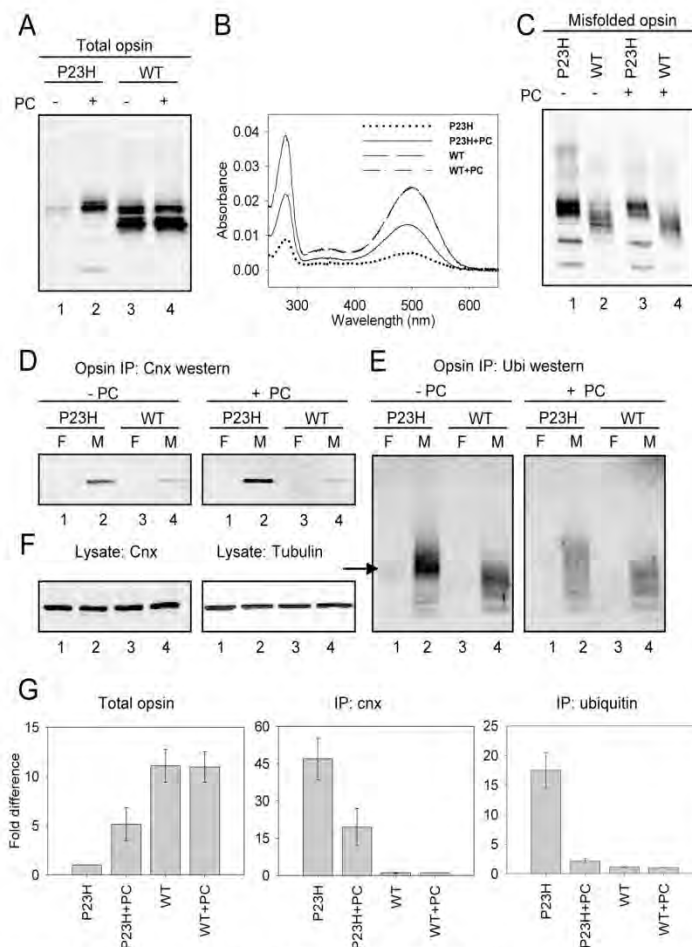 A
Total opsin
P23H WT
PC - + - +
1 2 3 4
B
0.04
0.03
0.02
0.01
0.00
Absorbance
P23H
P23H+PC
WT
WT+PC
300 400 500 600
Wavelength (nm)
C
Misfolded opsin
P23H WT P23H WT
PC - - + +
1 2 3 4
D
Opsin IP: Cnx western
- PC + PC
P23H WT P23H WT
F M F M F M F M
1 2 3 4 1 2 3 4
E
Opsin IP: Ubi western
- PC + PC
P23H WT P23H WT
F M F M F M F M
1 2 3 4 1 2 3 4
F
Lysate: Cnx Lysate: Tubulin
1 2 3 4 1 2 3 4
G
Total opsin
Fold difference
15
10
5
0
P23H P23H+PC WT WT+PC
IP: cnx
60
45
30
15
0
P23H P23H+PC WT WT+PC
IP: ubiquitin
25
20
15
10
5
0
P23H P23H+PC WT WT+PC